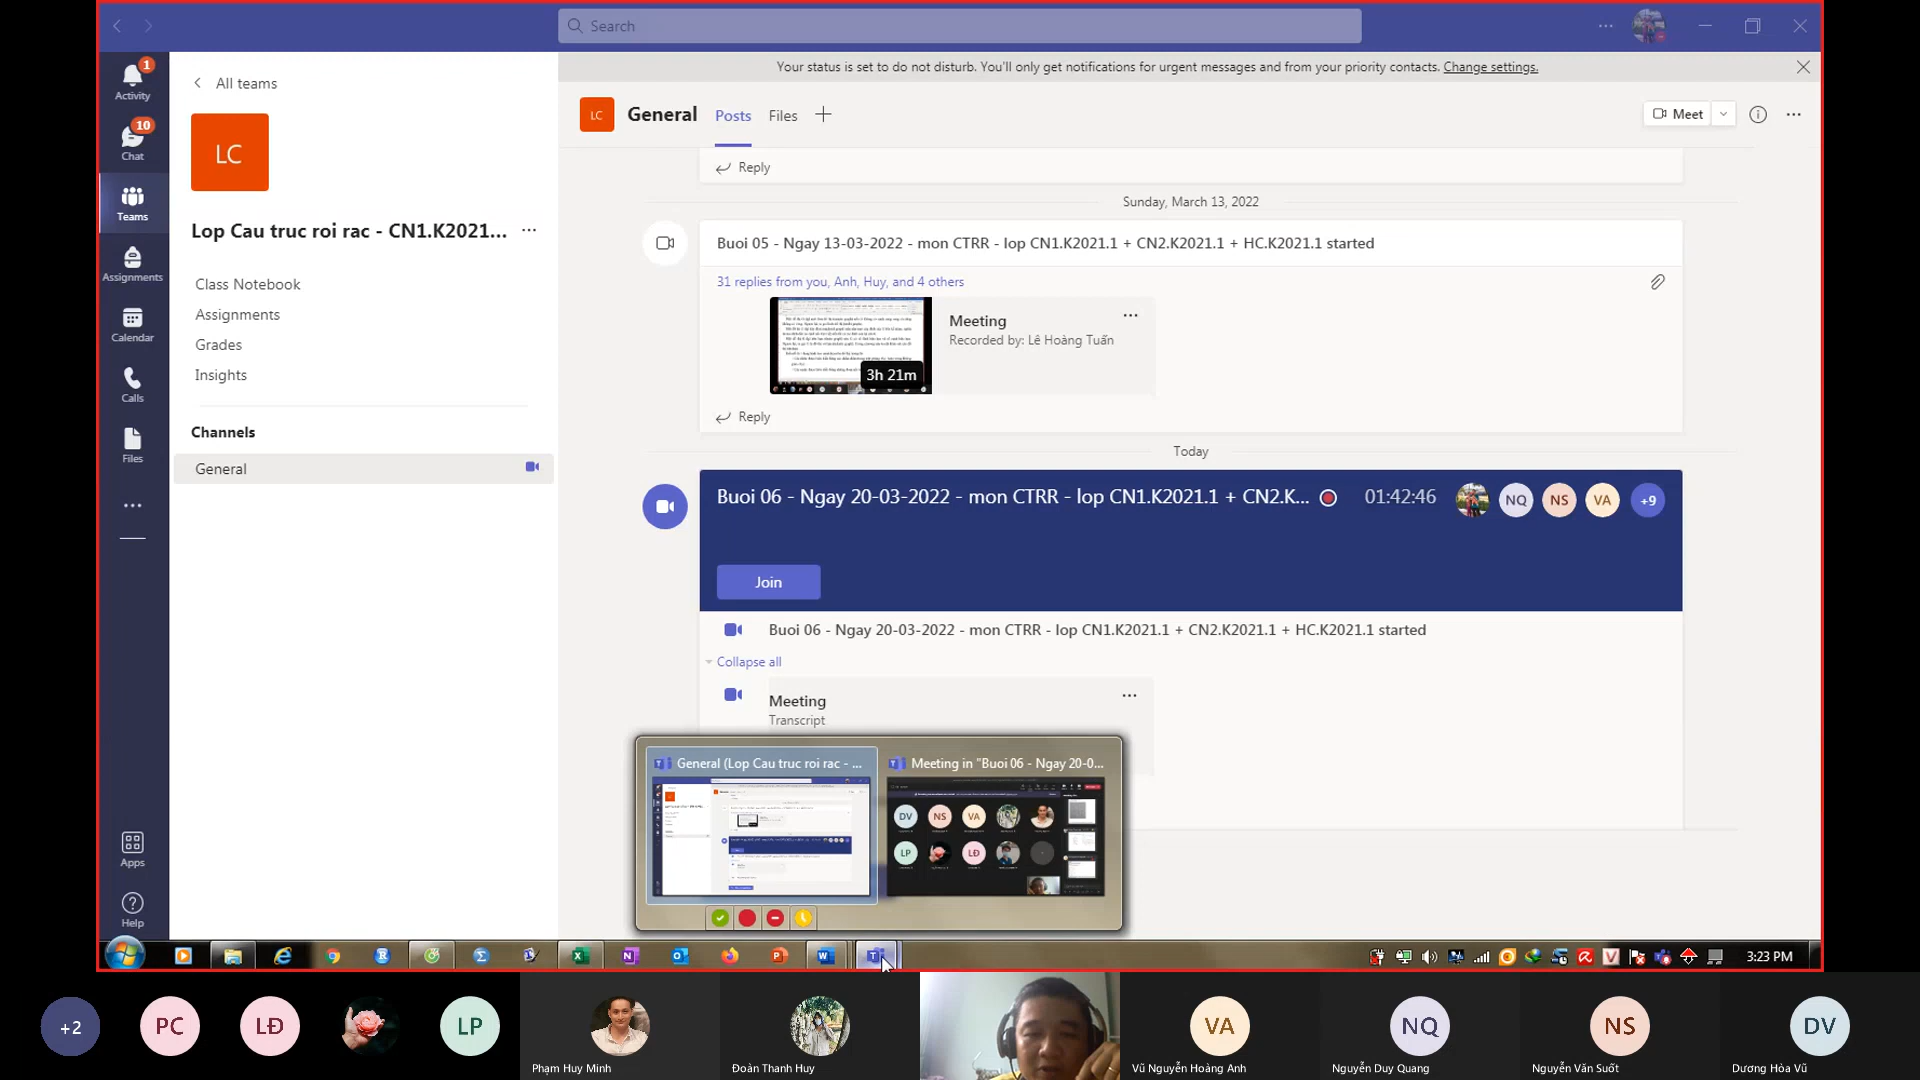 Search
Your status is set to do not disturb. You'll only get notifications for urgent messages and from your priority contacts. Change settings.
1
Activity
10
Chat
Teams
Assignments
Calendar
Calls
Files
Apps
Help
All teams
LC
Lop Cau truc roi rac - CN1.K2021...
Class Notebook
Assignments
Grades
Insights
Channels
General
LC
General
Posts
Files
Meet
Reply
Sunday, March 13, 2022
Buoi 05 - Ngay 13-03-2022 - mon CTRR - lop CN1.K2021.1 + CN2.K2021.1 + HC.K2021.1 started
31 replies from you, Anh, Huy, and 4 others
3h 21m
Meeting
Recorded by: Lê Hoàng Tuấn
Reply
Today
Buoi 06 - Ngay 20-03-2022 - mon CTRR - lop CN1.K2021.1 + CN2.K...
01:42:46
NQ
NS
VA
+9
Join
Buoi 06 - Ngay 20-03-2022 - mon CTRR - lop CN1.K2021.1 + CN2.K2021.1 + HC.K2021.1 started
Collapse all
Meeting
Transcript
General (Lop Cau truc roi rac - ...
Meeting in "Buoi 06 - Ngay 20-0...
DV
NS
VA
LP
LĐ
3:23 PM
+2
PC
LĐ
LP
Phạm Huy Minh
Đoàn Thanh Huy
VA
Vũ Nguyễn Hoàng Anh
NQ
Nguyễn Duy Quang
NS
Nguyễn Văn Suốt
DV
Dương Hòa Vũ